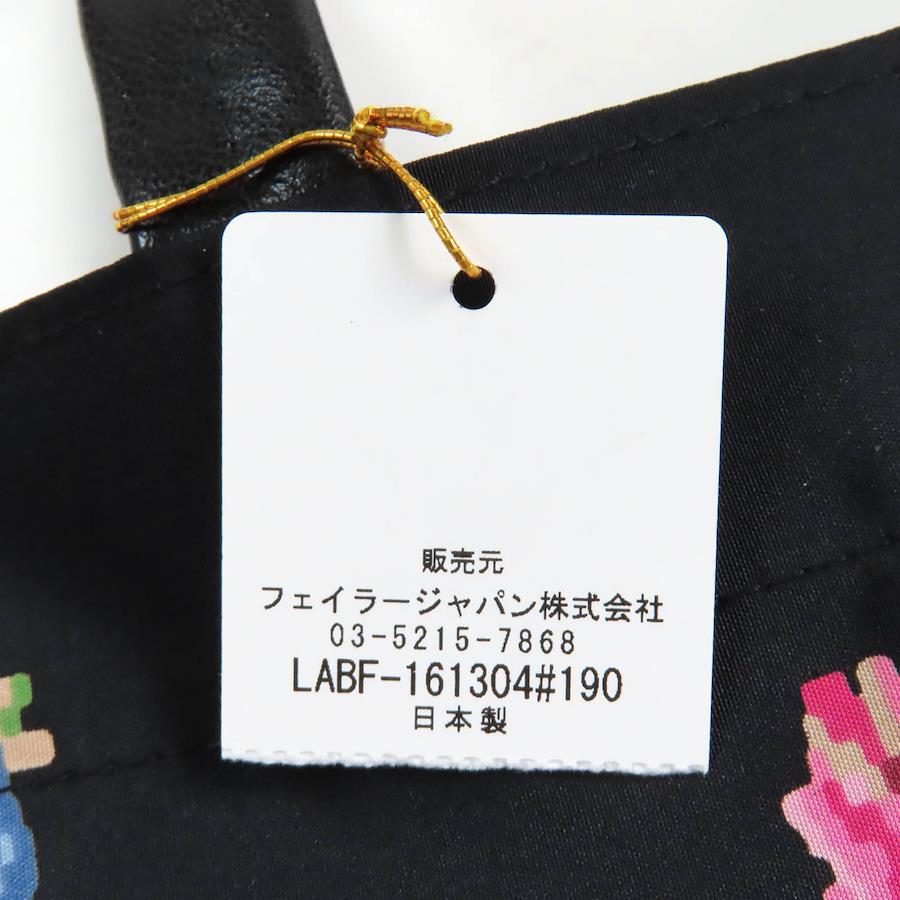 販売元
フェイラージャパン株式会社
03-5215-7868
LABF-161304#190
日本製